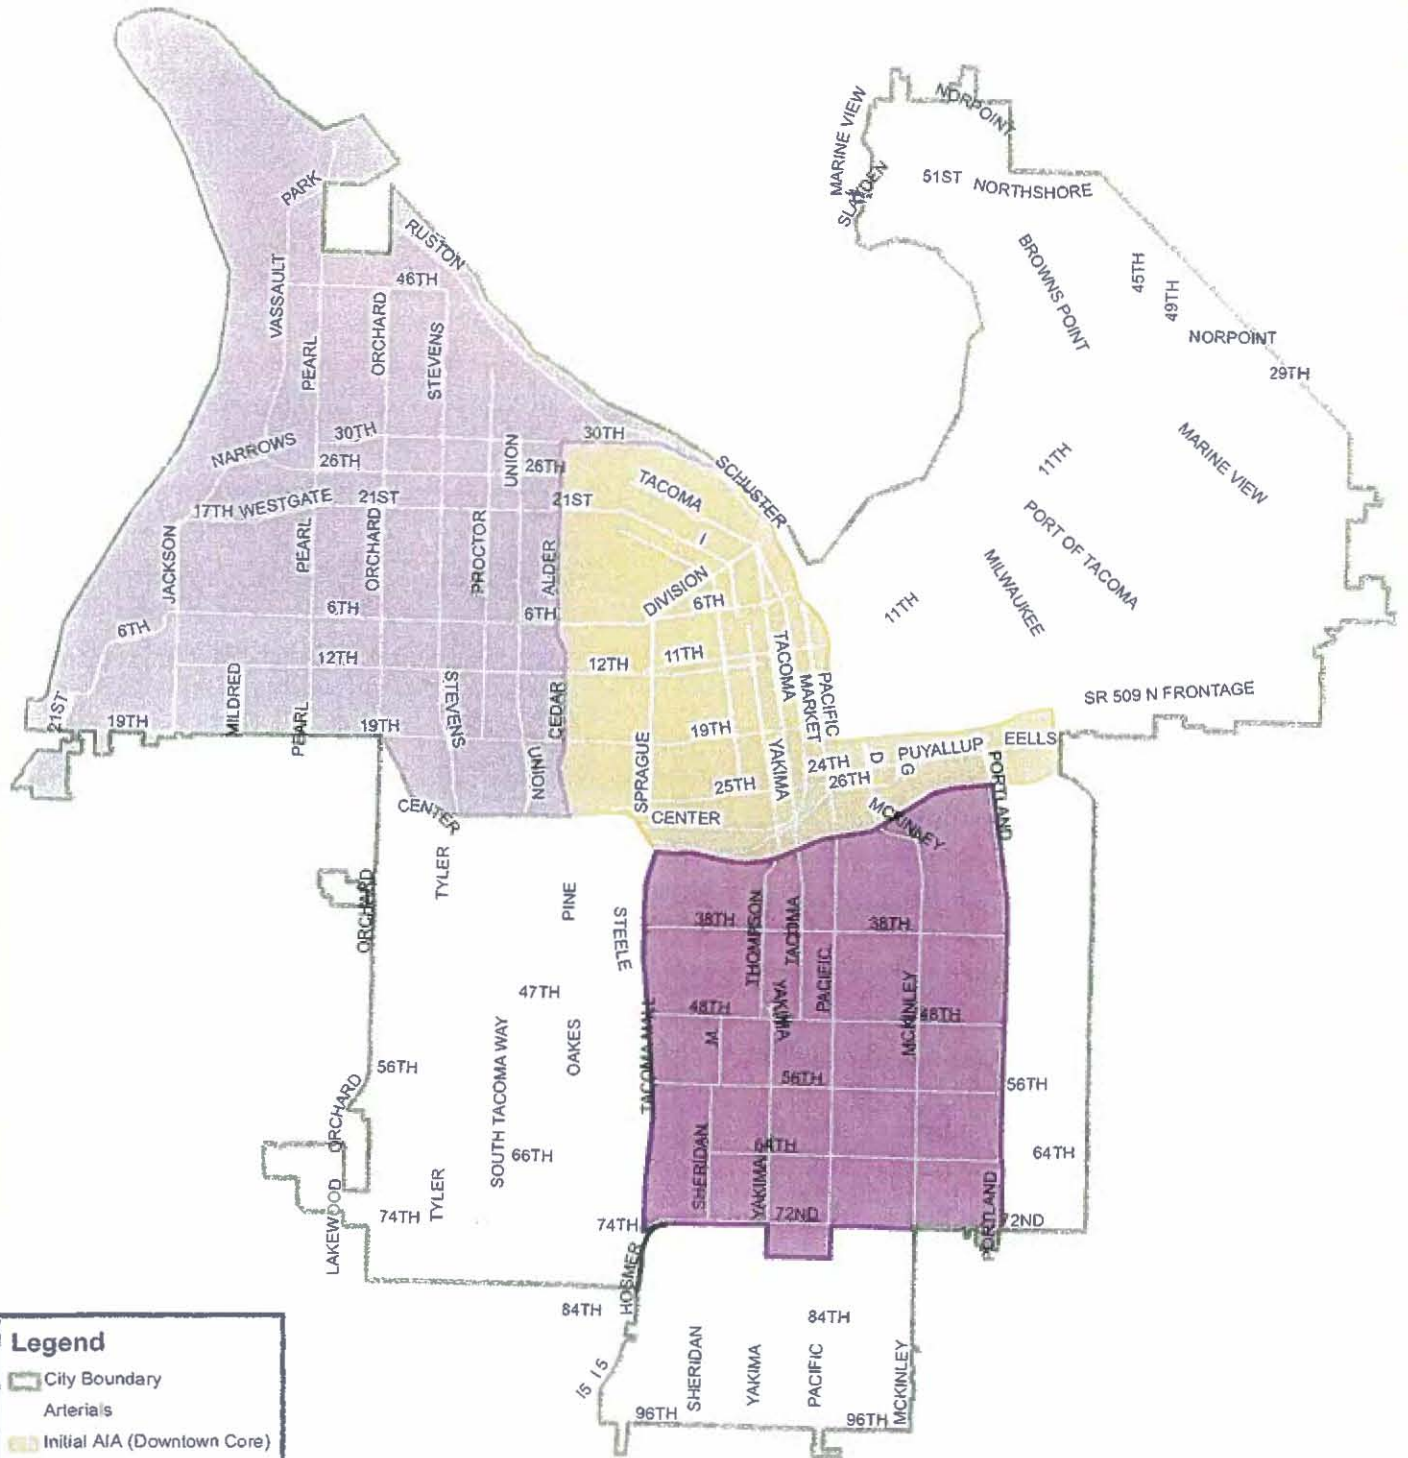 NORPOINT
MARINE VIEW
SLAYDEN
51ST
NORTHSHORE
PARK
RUSTON
VASSAULT
46TH
ORCHARD
STEVENS
PEARL
BROWNS POINT
45TH
49TH
NORPOINT
29TH
NARROWS
30TH
26TH
UNION
26TH
30TH
SCHUSTER
TACOMA
I
11TH
MARINE VIEW
17TH
WESTGATE
21ST
21ST
JACKSON
PEARL
ORCHARD
PROCTOR
ALDER
DIVISION
PORT OF TACOMA
MILWAUKEE
11TH
6TH
6TH
6TH
6TH
12TH
12TH
11TH
TACOMA
MARKET
PACIFIC
21ST
19TH
MILDRED
PEARL
19TH
STEVENS
UNION
CEDAR
SPRAGUE
19TH
YAKIMA
24TH
D
G
PUYALLUP
EELLS
SR 509 N FRONTAGE
25TH
26TH
PORTLAND
CENTER
CENTER
MCKINLEY
TYLER
ORCHARD
PINE
STEELE
38TH
THOMPSON
TACOMA
38TH
47TH
48TH
YAKIMA
PACIFIC
MCKINLEY
48TH
SOUTH TACOMA WAY
OAKES
TACOMA MALL
M
56TH
56TH
56TH
ORCHARD
66TH
SHERIDAN
64TH
64TH
LAKEWOOD
TYLER
74TH
74TH
YAKIMA
72ND
PORTLAND
72ND
HOSMER
84TH
84TH
IS IS
SHERIDAN
YAKIMA
PACIFIC
MCKINLEY
96TH
96TH
Legend
City Boundary
Arterials
Initial AIA (Downtown Core)